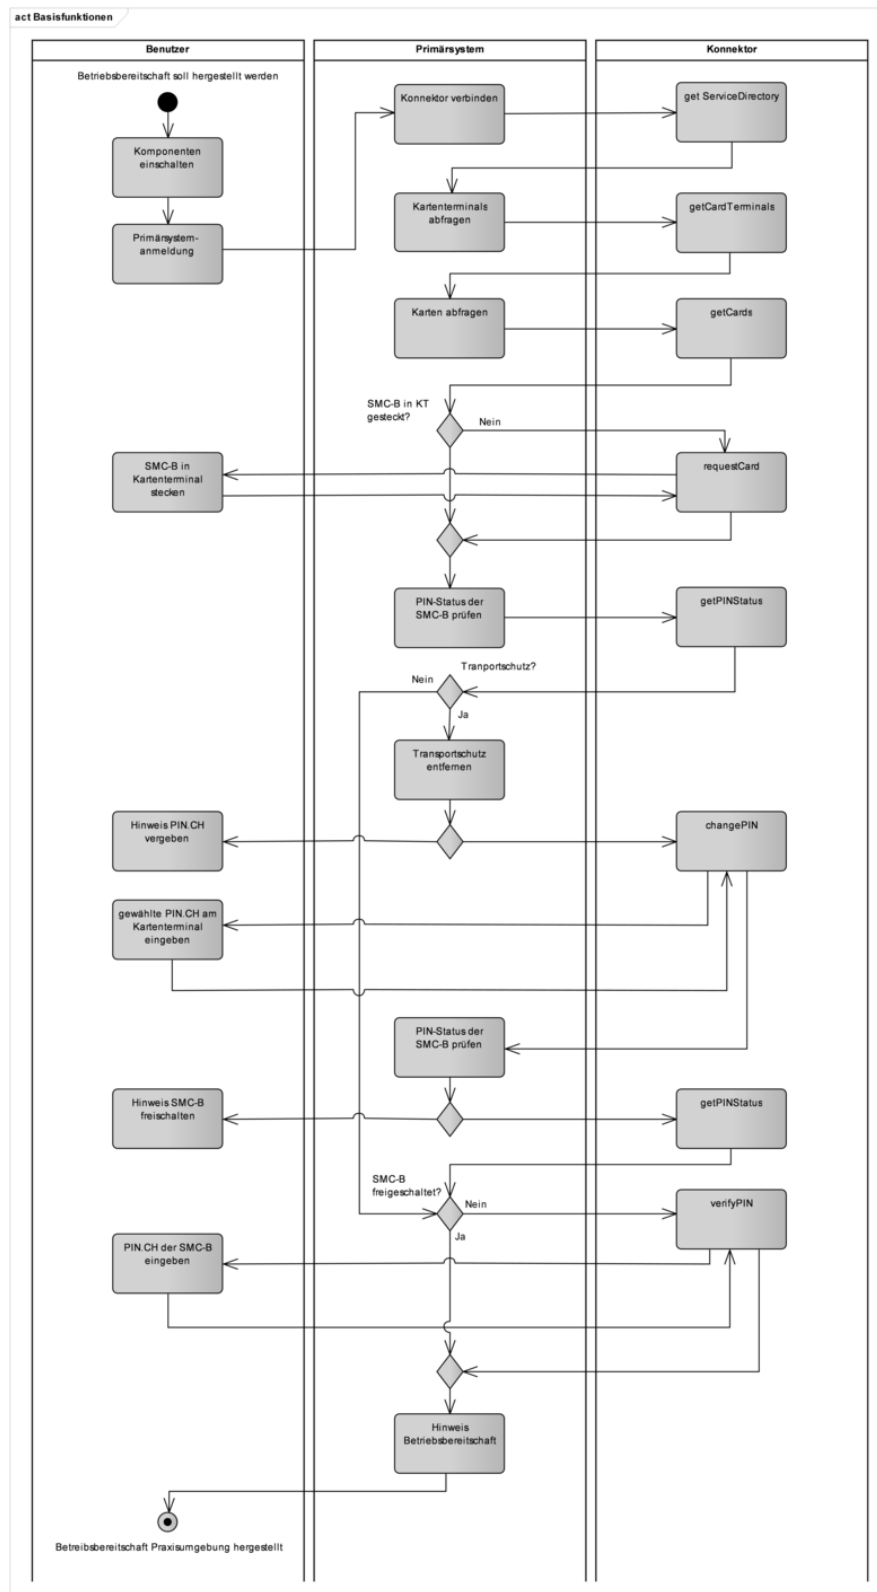 act Basisfunktionen
Benutzer
Primärsystem
Konnektor
Betriebsbereitschaft soll hergestellt werden
Konnektor verbinden
get ServiceDirectory
Komponenten
einschalten
Kartenterminals
abfragen
getCardTerminals
Primärsystem-
anmeldung
Karten abfragen
getCards
SMC-B in KT
gesteckt?
Nein
SMC-B in
Kartenterminal
stecken
requestCard
PIN-Status der
SMC-B prüfen
getPINStatus
Tranportschutz?
Nein
Ja
Transportschutz
entfernen
Hinweis PIN.CH
vergeben
changePIN
gewählte PIN.CH am
Kartenterminal
eingeben
PIN-Status der
SMC-B prüfen
Hinweis SMC-B
freischalten
getPINStatus
SMC-B
freigeschaltet?
Nein
verifyPIN
Ja
PIN.CH der SMC-B
eingeben
Hinweis
Betriebsbereitschaft
Betreibsbereitschaft Praxisumgebung hergestellt